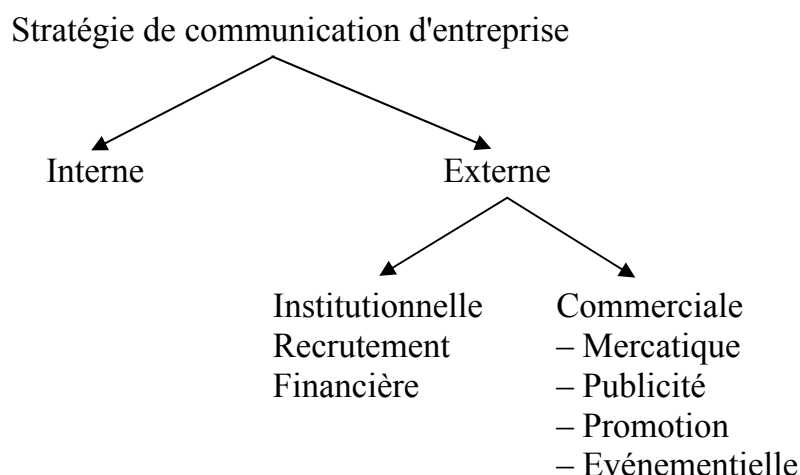 Stratégie de communication d'entreprise
Interne
Externe
Institutionnelle
Recrutement
Financière
Commerciale
– Mercatique
– Publicité
– Promotion
– Evénementielle